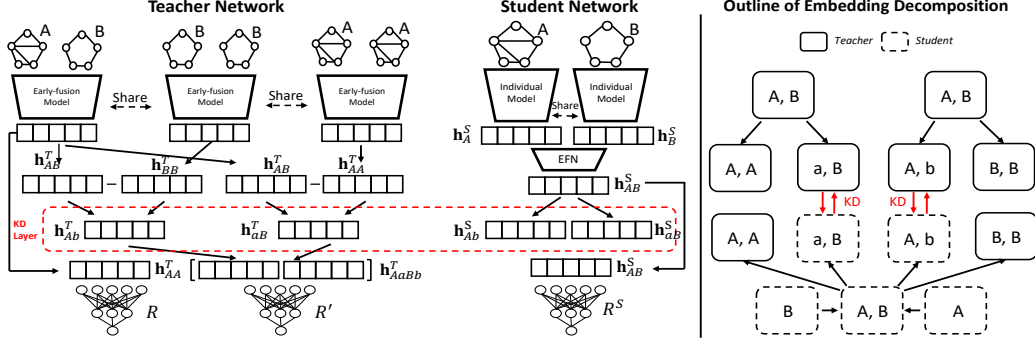 Teacher Network
Student Network
Outline of Embedding Decomposition
A
B
B
B
A
A
A
B
Teacher
Student
Early-fusion Model
Share
Early-fusion Model
Share
Early-fusion Model
Individual Model
Share
Individual Model
A, B
A, B
h_A^S
h_B^S
EFN
h_AB^T
h_BB^T
h_AB^T
h_AA^T
h_AB^S
A, A
a, B
A, b
B, B
−
−
KD
KD
KD Layer
h_Ab^T
h_aB^T
h_Ab^S
h_aB^S
A, A
a, B
A, b
B, B
h_AA^T
[ ] h_AaBb^T
h_AB^S
R
R′
R^S
B
A, B
A